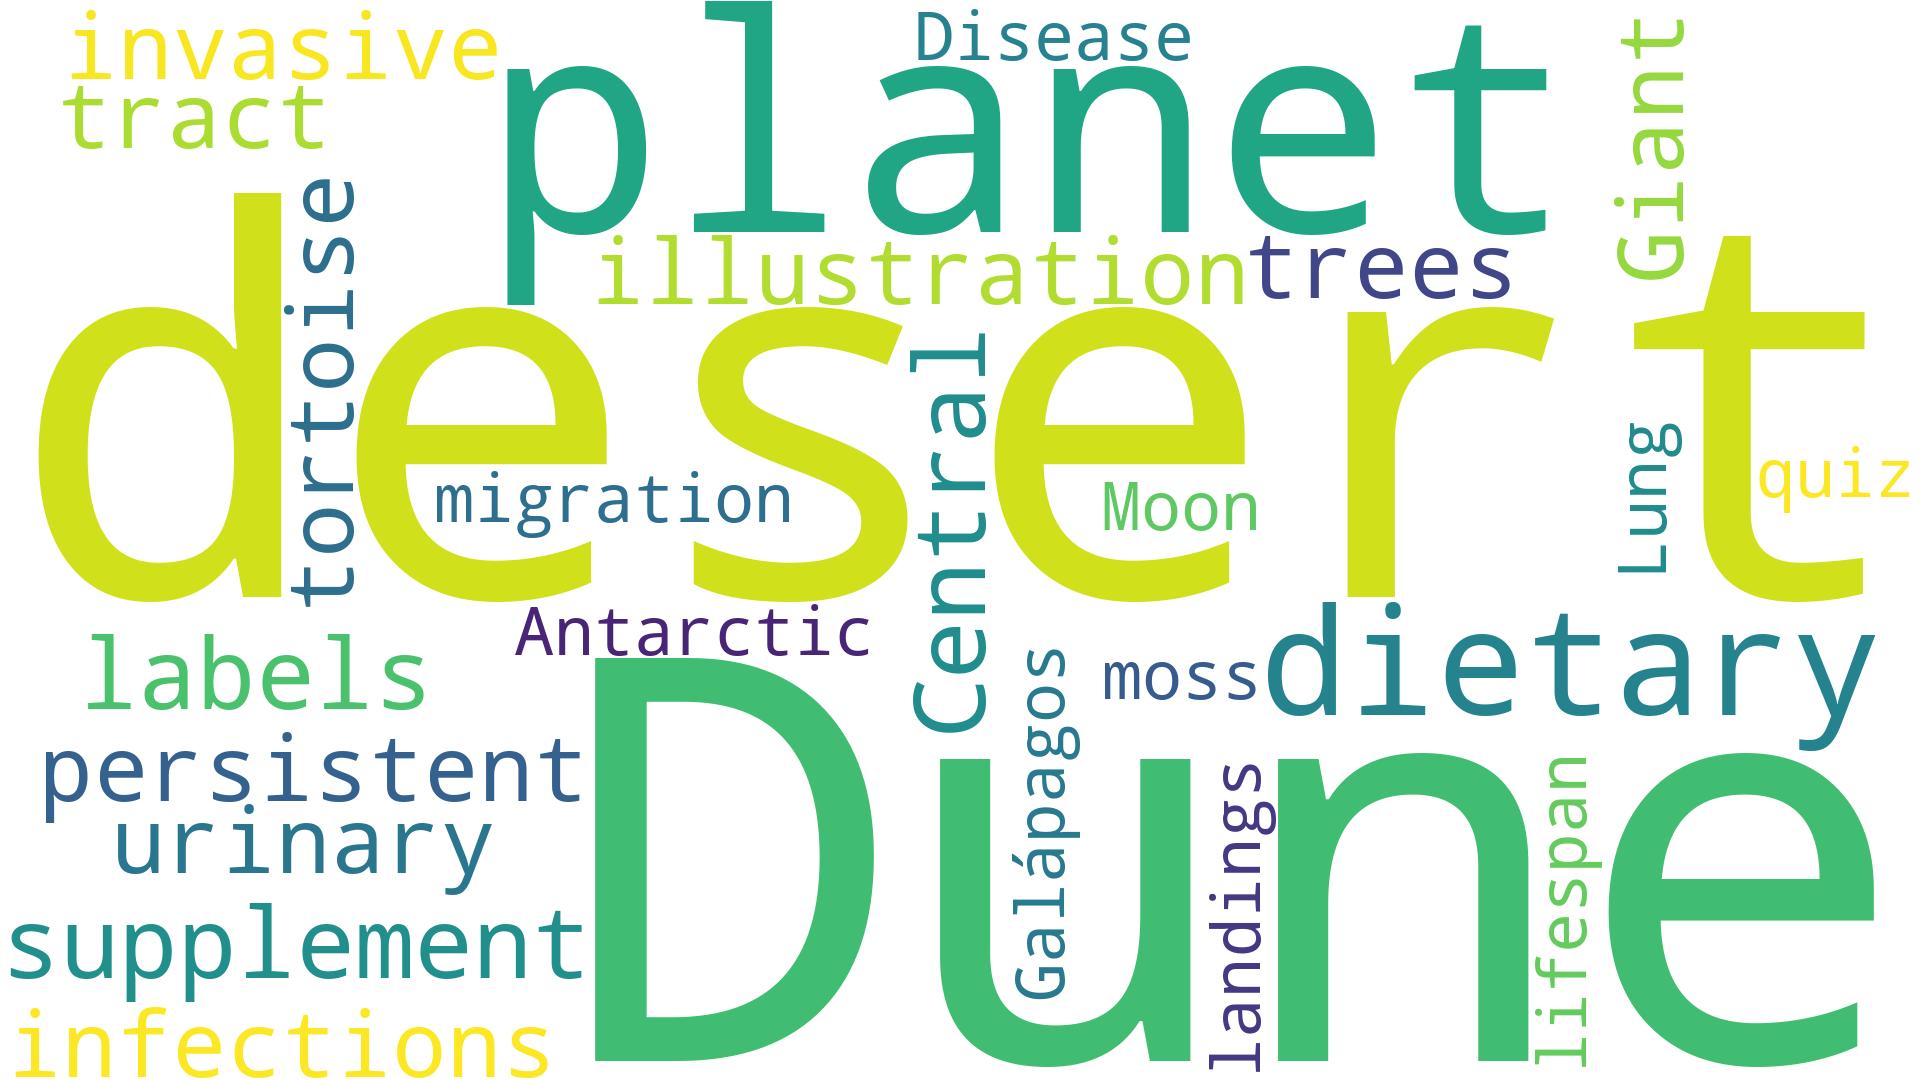 invasive
Disease
planet
tract
Giant
tortoise
illustration
trees
desert
Central
migration
Moon
Lung
quiz
Antarctic
labels
moss
dietary
Galápagos
persistent
Dune
landings
lifespan
urinary
supplement
infections